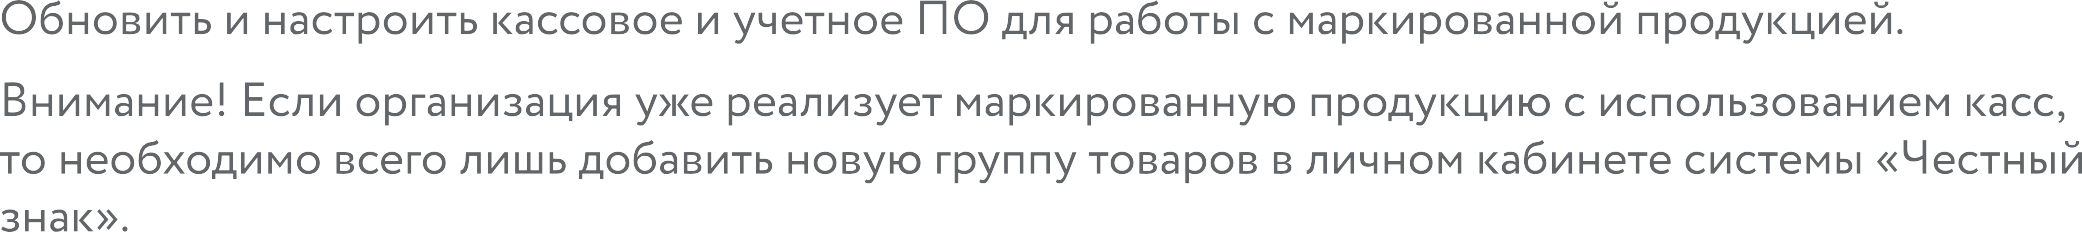 Обновить и настроить кассовое и учетное ПО для работы с маркированной продукцией.
Внимание! Если организация уже реализует маркированную продукцию с использованием касс,
то необходимо всего лишь добавить новую группу товаров в личном кабинете системы «Честный
знак».